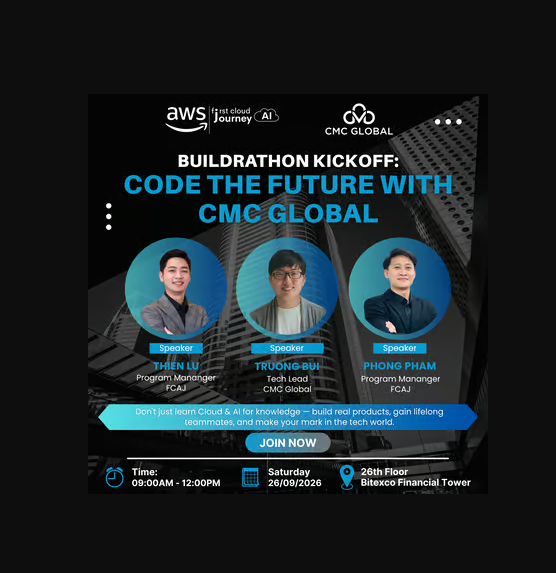 aws
first cloud
Journey
AI
CMC GLOBAL
BUILDRATHON KICKOFF:
CODE THE FUTURE WITH
CMC GLOBAL
Speaker
Speaker
Speaker
THIEN LU
TRUONG BUI
PHONG PHAM
Program Mananger
Tech Lead
Program Mananger
FCAJ
CMC Global
FCAJ
Don't just learn Cloud & AI for knowledge — build real products, gain lifelong
teammates, and make your mark in the tech world.
JOIN NOW
Time:
09:00AM - 12:00PM
Saturday
26/09/2026
26th Floor
Bitexco Financial Tower